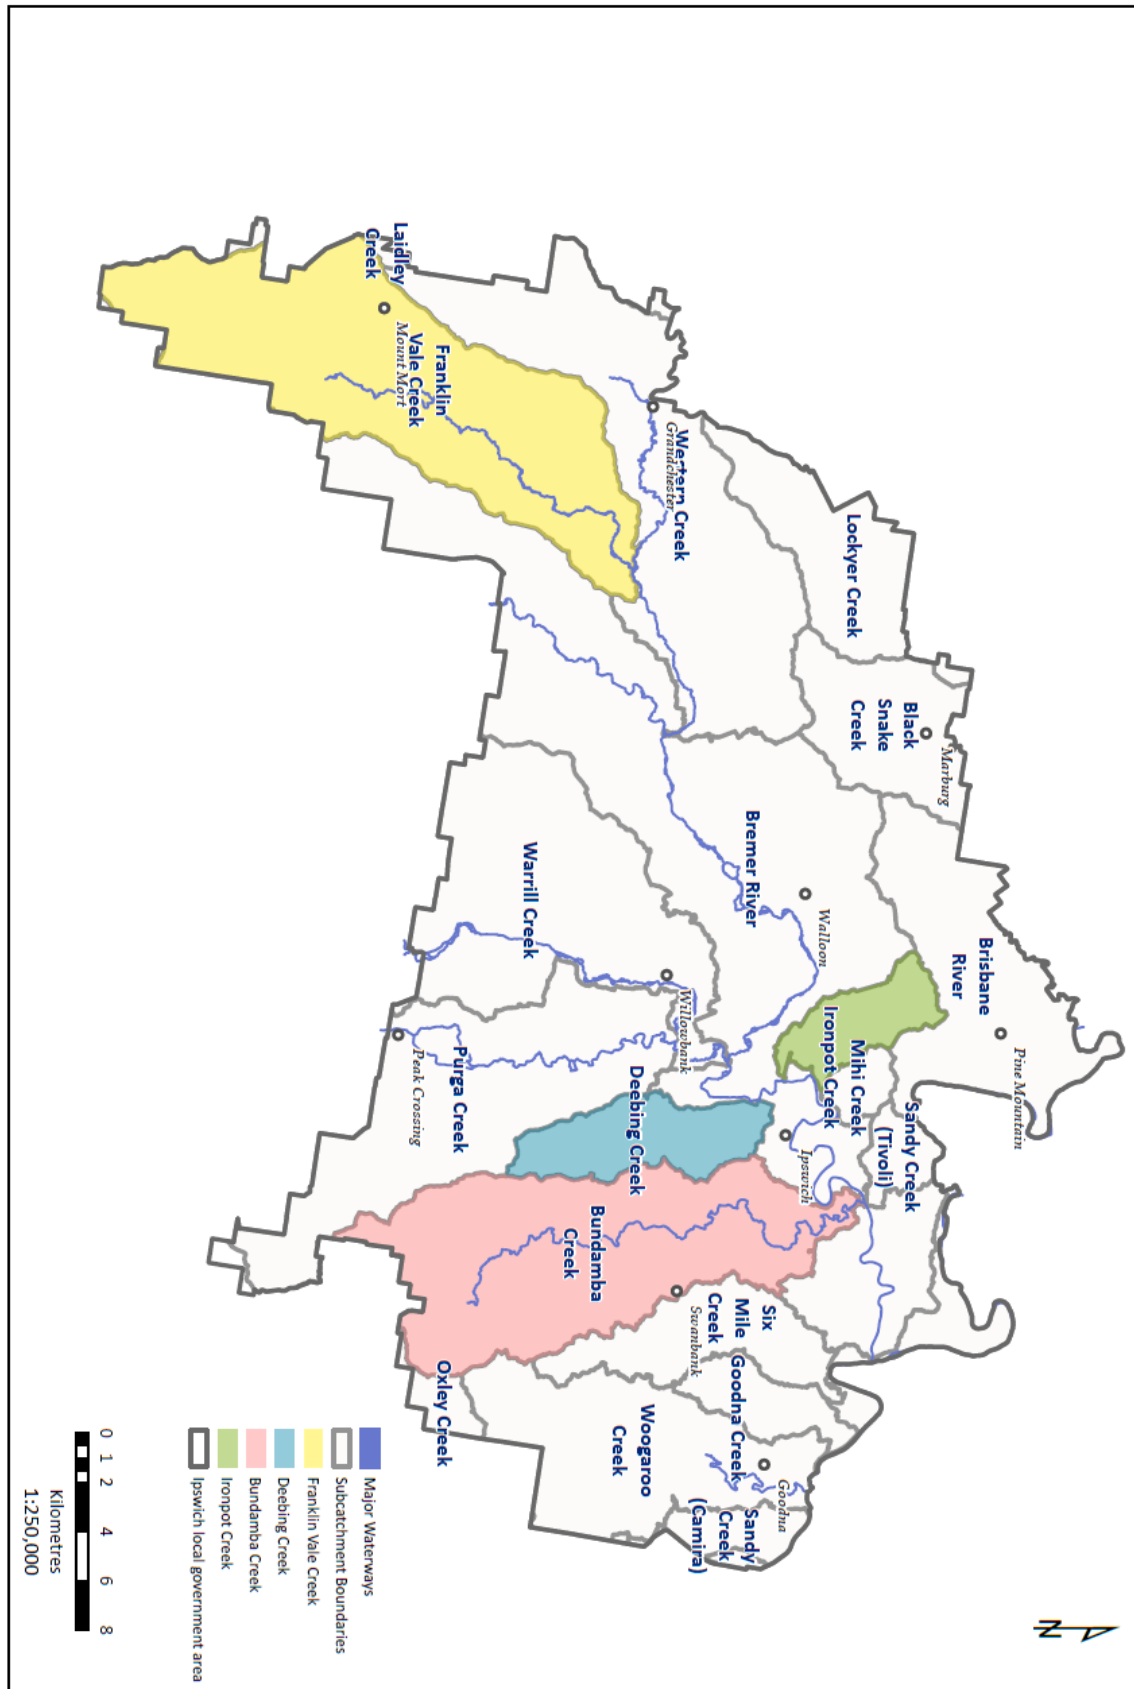 Laidley
Creek
Mount Mort
Franklin
Vale Creek
Grandchester
Western Creek
Lockyer Creek
Black
Snake
Creek
Marburg
Bremer River
Walloon
Warrill Creek
Willowbank
Brisbane
River
Pine Mountain
Ironpot Creek
Mihi Creek
Sandy Creek
(Tivoli)
Peak Crossing
Purga Creek
Deebing Creek
Ipswich
Bundamba
Creek
Six
Mile
Creek
Swanbank
Goodna Creek
Goodna
Woogaroo
Creek
Sandy
Creek
(Camira)
Oxley Creek
Major Waterways
Subcatchment Boundaries
Franklin Vale Creek
Deebing Creek
Bundamba Creek
Ironpot Creek
Ipswich local government area
0 1 2 4 6 8
Kilometres
1:250,000
N